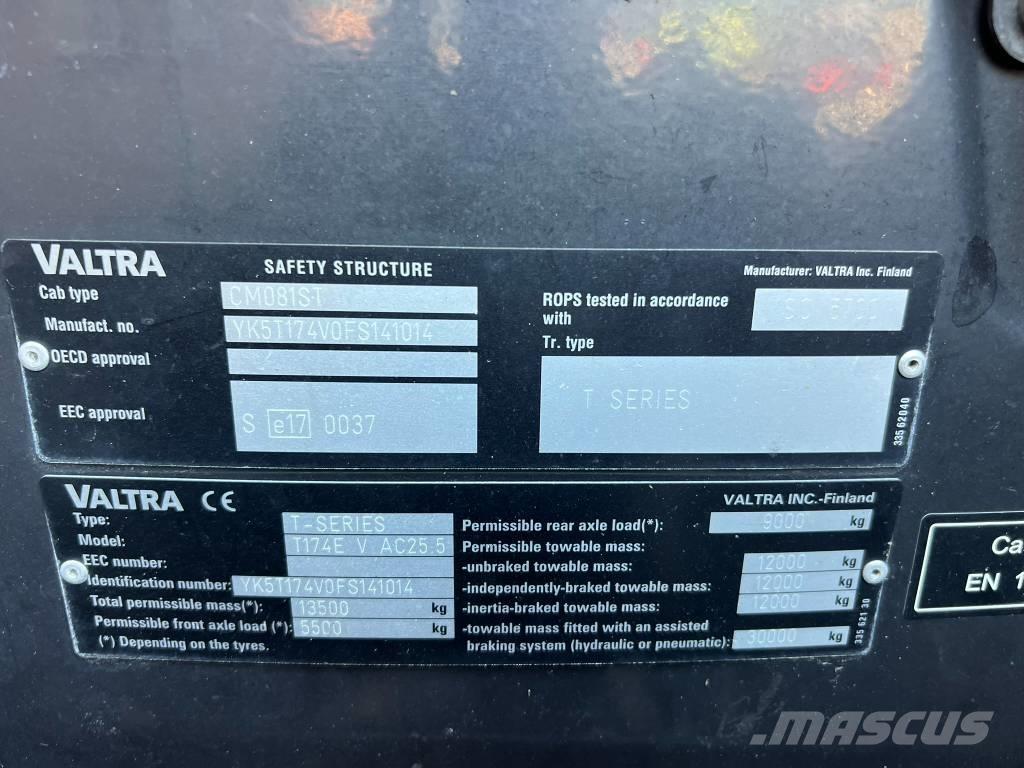 VALTRA SAFETY STRUCTURE Manufacturer: VALTRA Inc. Finland
Cab type CM081ST
Manufact. no. YK5T174V0FS141014
OECD approval
EEC approval S e17 0037
ROPS tested in accordance
with
Tr. type
T SERIES
335 62040
VALTRA CE VALTRA INC.-Finland
Type: T-SERIES
Model: T174E V AC25.5
EEC number:
Identification number: YK5T174V0FS141014
Total permissible mass(*): 13500 kg
Permissible front axle load (*): 5500 kg
(*) Depending on the tyres.
Permissible rear axle load(*): 9000 kg
Permissible towable mass:
-unbraked towable mass: 12000 kg
-independently-braked towable mass: 12000 kg
-inertia-braked towable mass: 12000 kg
-towable mass fitted with an assisted
braking system (hydraulic or pneumatic): 30000 kg
335 621 30
Ca
EN 1
MASCUS